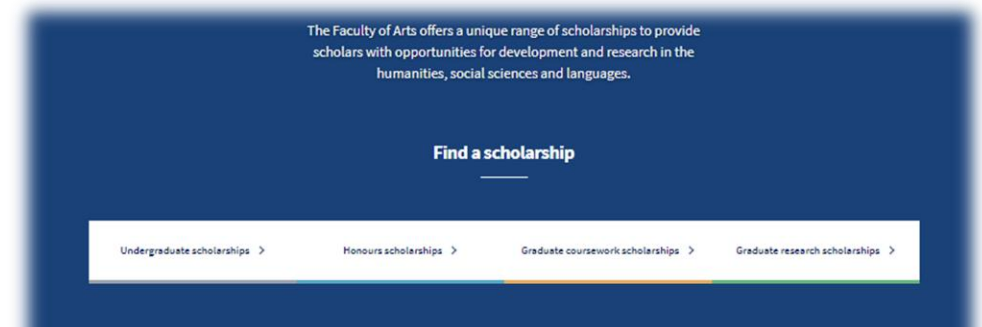 The Faculty of Arts offers a unique range of scholarships to provide
scholars with opportunities for development and research in the
humanities, social sciences and languages.
Find a scholarship
Undergraduate scholarships >
Honours scholarships >
Graduate coursework scholarships >
Graduate research scholarships >